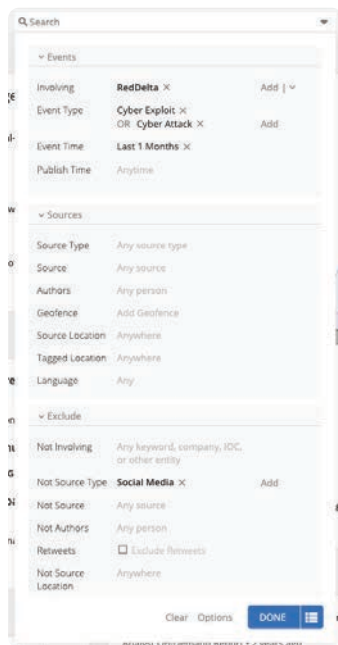 Search
Events
Involving RedDelta × Add
Event Type Cyber Exploit ×
OR Cyber Attack × Add
Event Time Last 1 Months ×
Publish Time Anytime
Sources
Source Type Any source type
Source Any source
Authors Any person
Geofence Add Geofence
Source Location Anywhere
Tagged Location Anywhere
Language Any
Exclude
Not Involving Any keyword, company, IOC,
or other entity
Not Source Type Social Media × Add
Not Source Any source
Not Authors Any person
Retweets Exclude Retweets
Not Source Anywhere
Location
Clear Options DONE